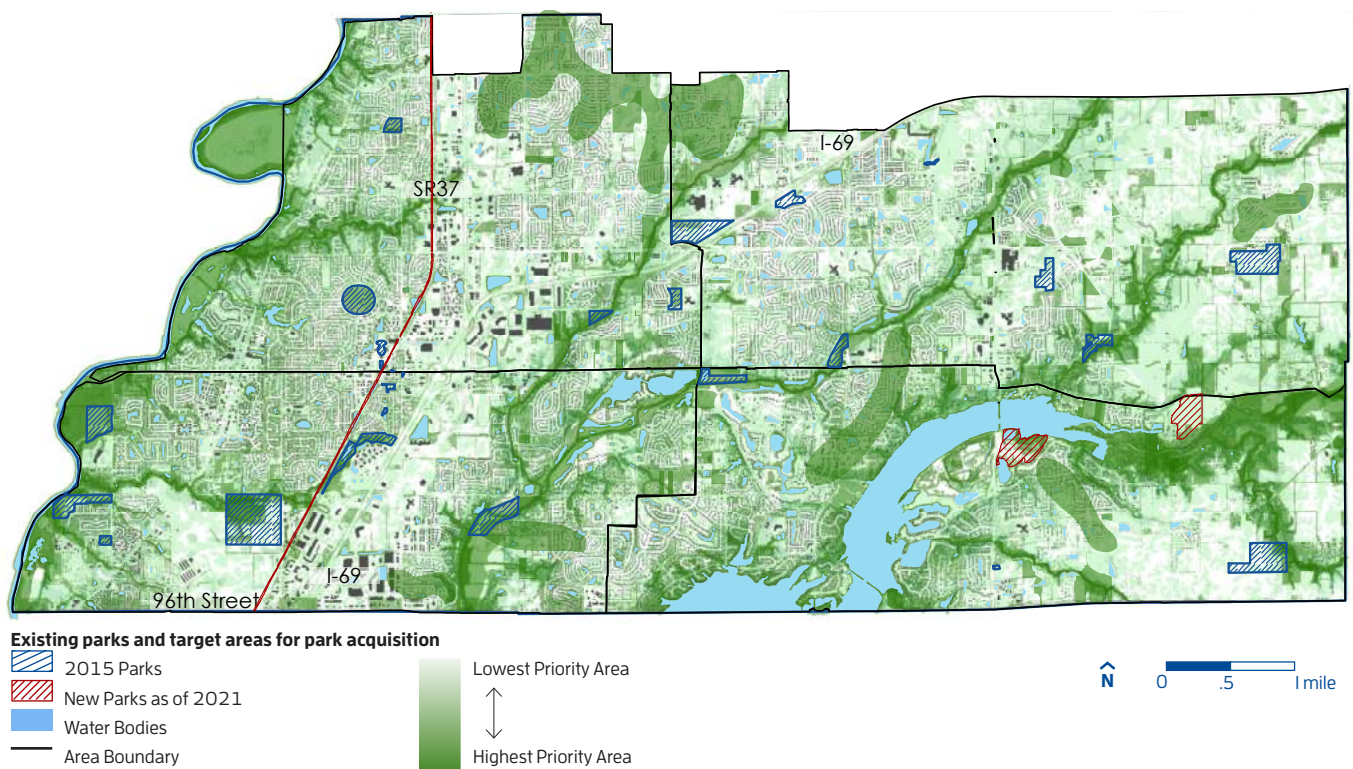 I-69
SR37
I-69
96th Street
Existing parks and target areas for park acquisition
2015 Parks
New Parks as of 2021
Water Bodies
Area Boundary
Lowest Priority Area
Highest Priority Area
N
0 .5 1 mile